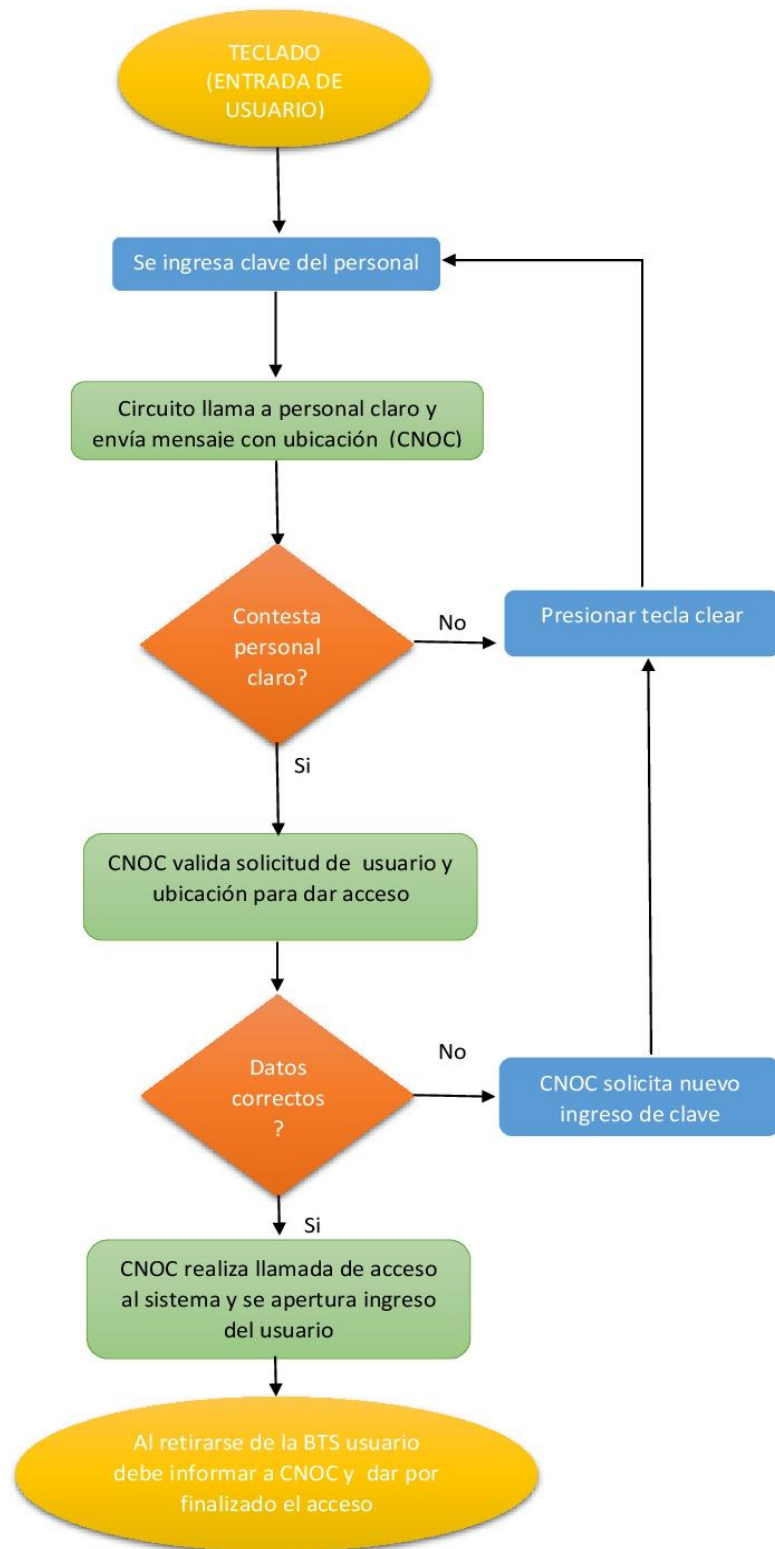 TECLADO
(ENTRADA DE
USUARIO)
Se ingresa clave del personal
Circuito llama a personal claro y
envía mensaje con ubicación (CNOC)
Contesta
personal
claro?
No
Presionar tecla clear
Si
CNOC valida solicitud de usuario y
ubicación para dar acceso
Datos
correctos
?
No
CNOC solicita nuevo
ingreso de clave
Si
CNOC realiza llamada de acceso
al sistema y se apertura ingreso
del usuario
Al retirarse de la BTS usuario
debe informar a CNOC y dar por
finalizado el acceso